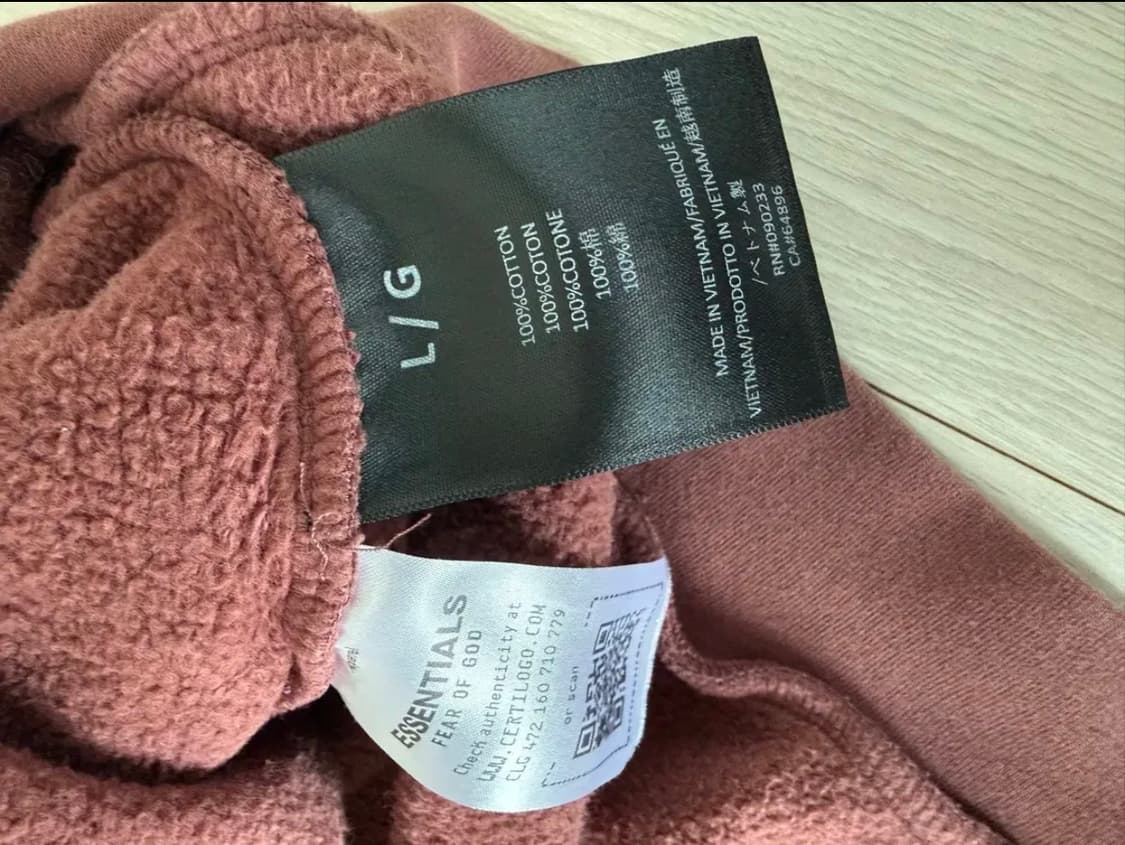 L / G
100%COTTON
100%COTON
100%COTONE
100%棉
100%綿
MADE IN VIETNAM/FABRIQUÉ EN
VIETNAM/PRODOTTO IN VIETNAM/越南制造
/ベトナム製
RN#090233
CA#64896
ESSENTIALS
FEAR OF GOD
Check authenticity at
WWW.CERTILOGO.COM
CLG 472 160 710 779
or scan